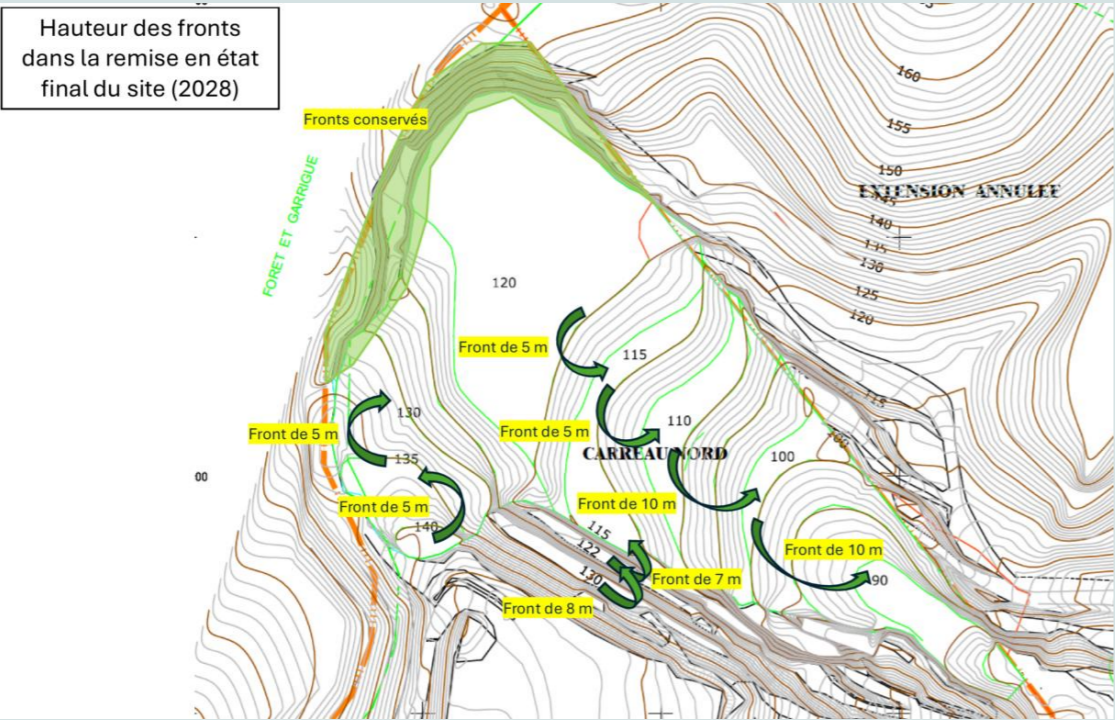 Hauteur des fronts
dans la remise en état
final du site (2028)
160
Fronts conservés
155
150
EXTENSION ANNULEE
145
140
135
130
FORET ET GARRIGUE
120
125
120
Front de 5 m
115
115
130
110
Front de 5 m
Front de 5 m
CARREAU NORD
100
100
135
00
Front de 5 m
Front de 10 m
140
115
122
Front de 10 m
130
Front de 7 m
90
Front de 8 m